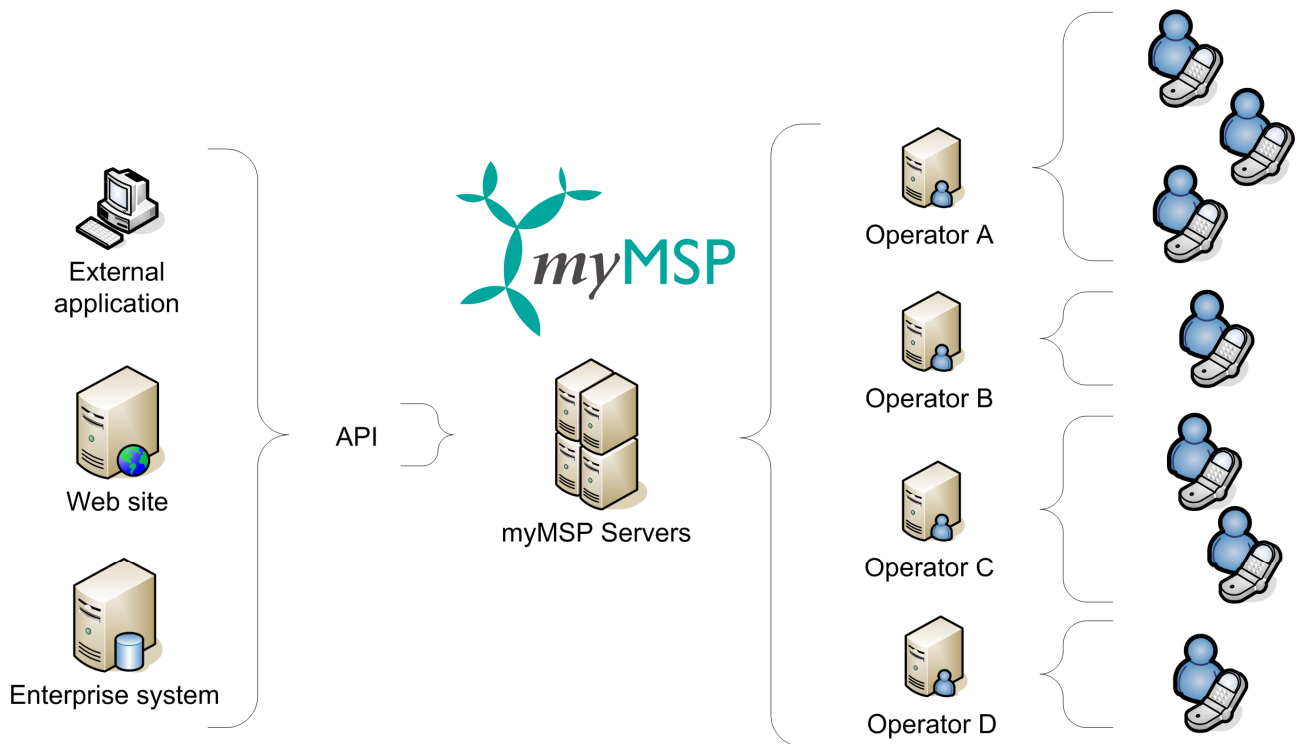 External
application
Web site
Enterprise system
API
myMSP
myMSP Servers
Operator A
Operator B
Operator C
Operator D